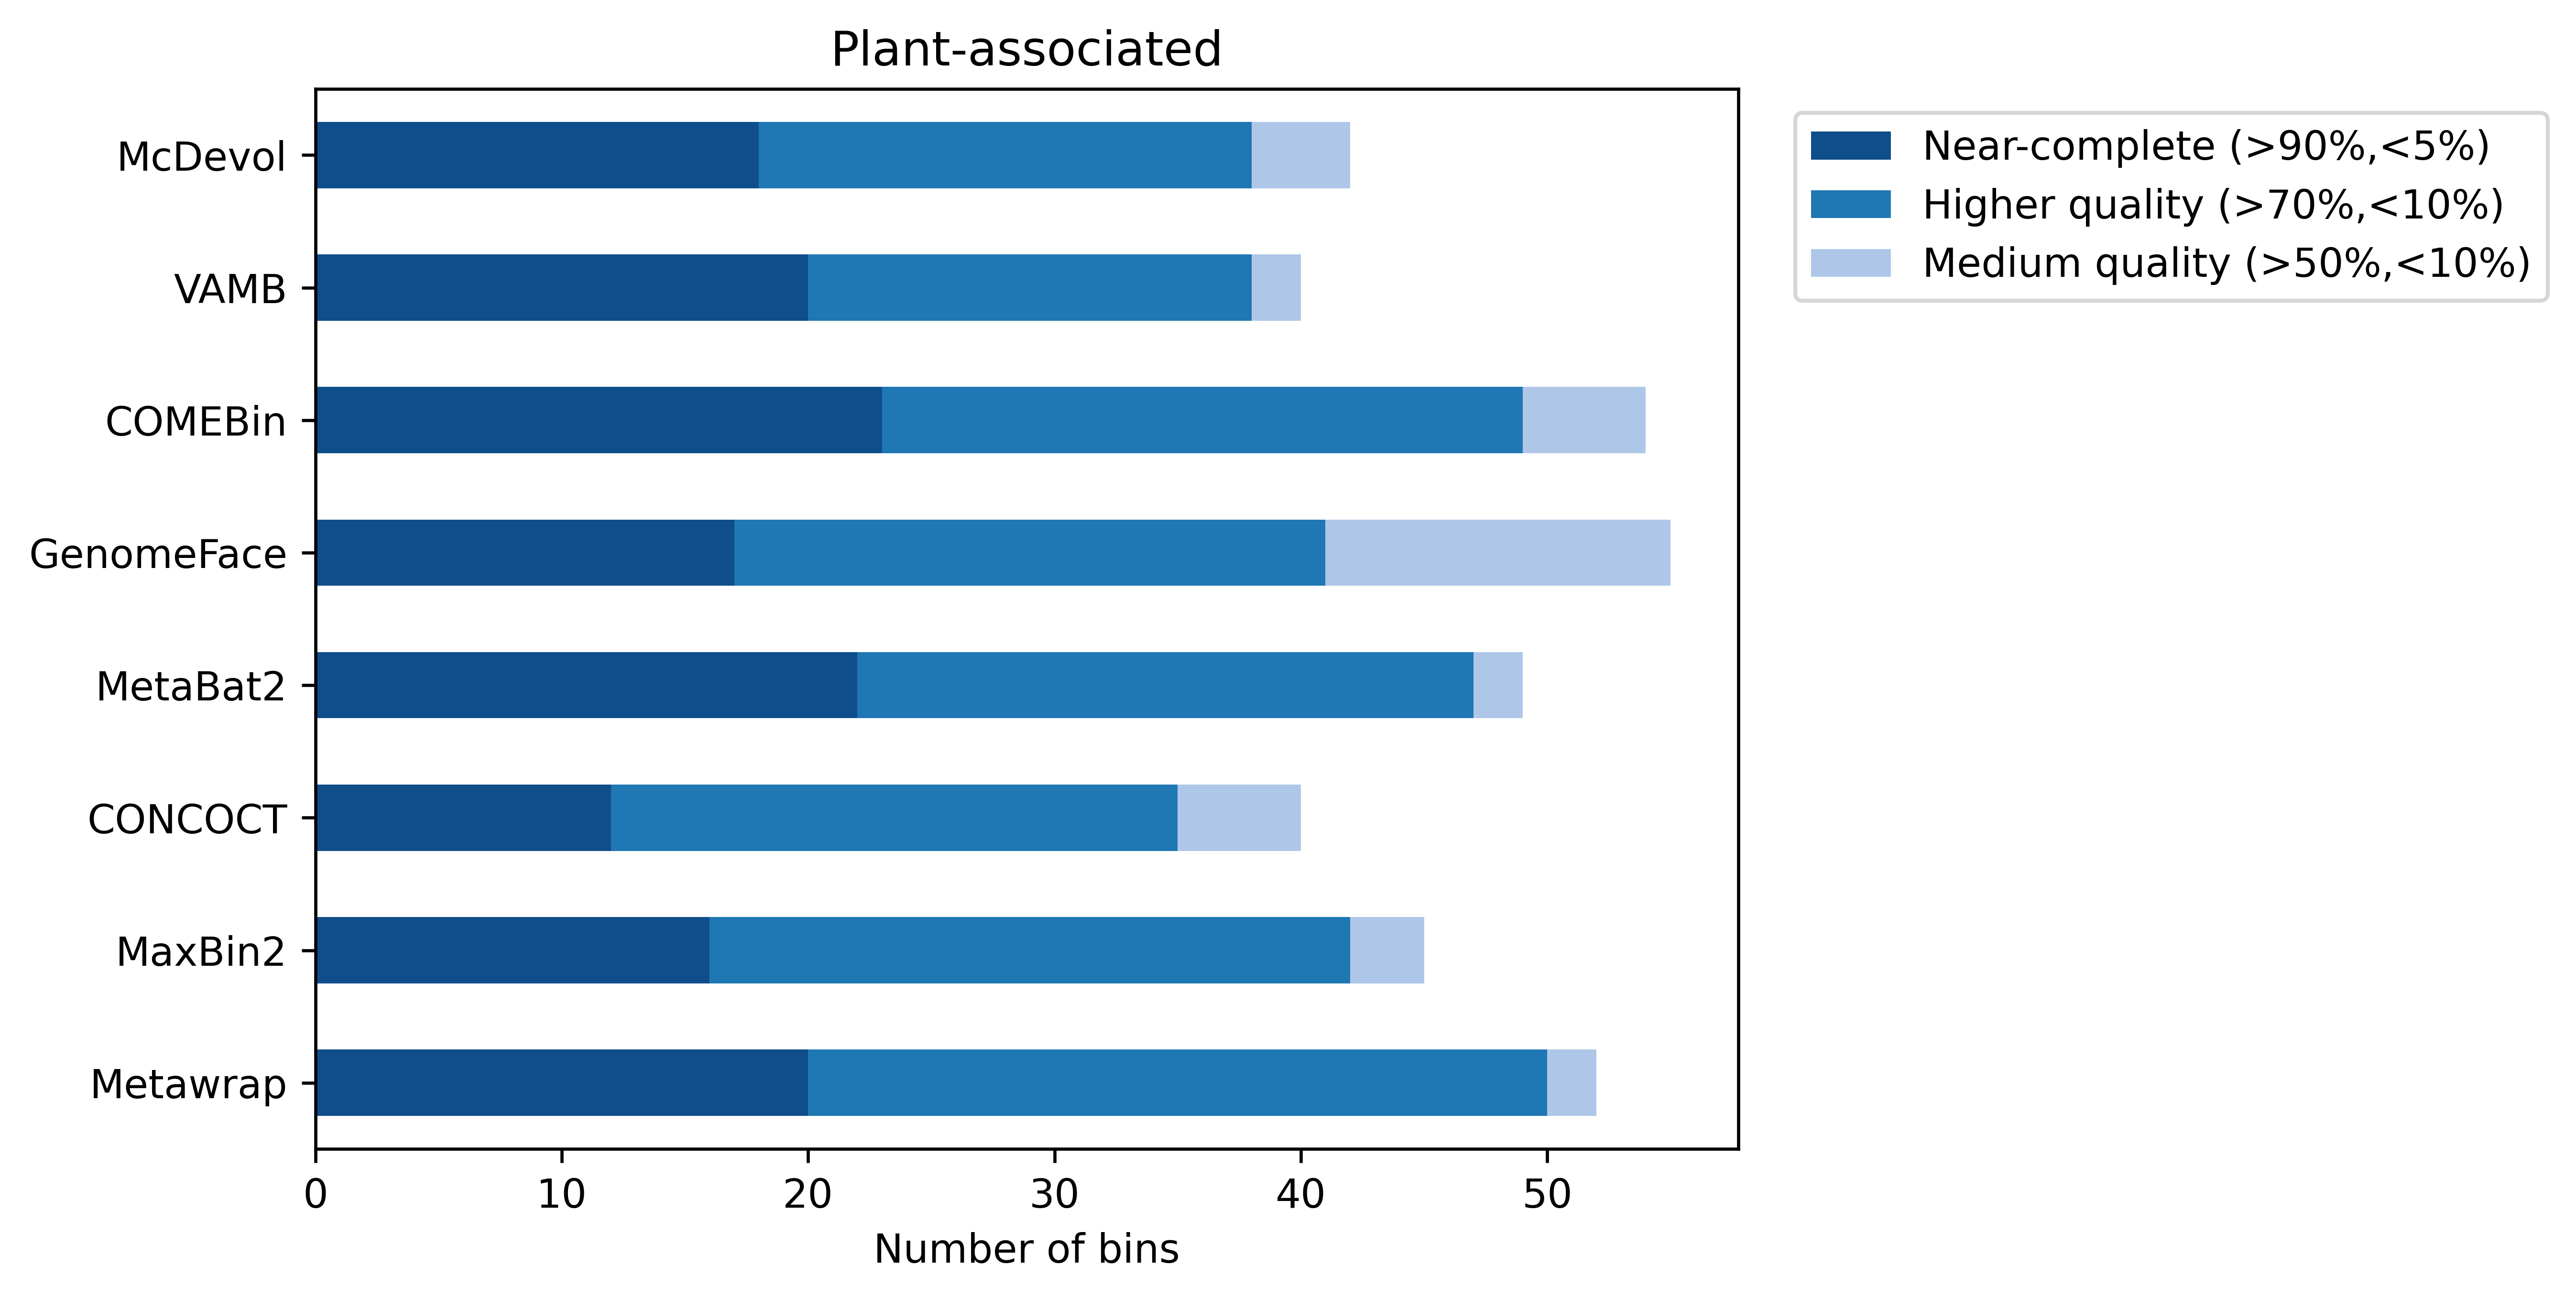 Plant-associated
McDevol
VAMB
COMEBin
GenomeFace
MetaBat2
CONCOCT
MaxBin2
Metawrap
0 10 20 30 40 50
Number of bins
Near-complete (>90%,<5%)
Higher quality (>70%,<10%)
Medium quality (>50%,<10%)